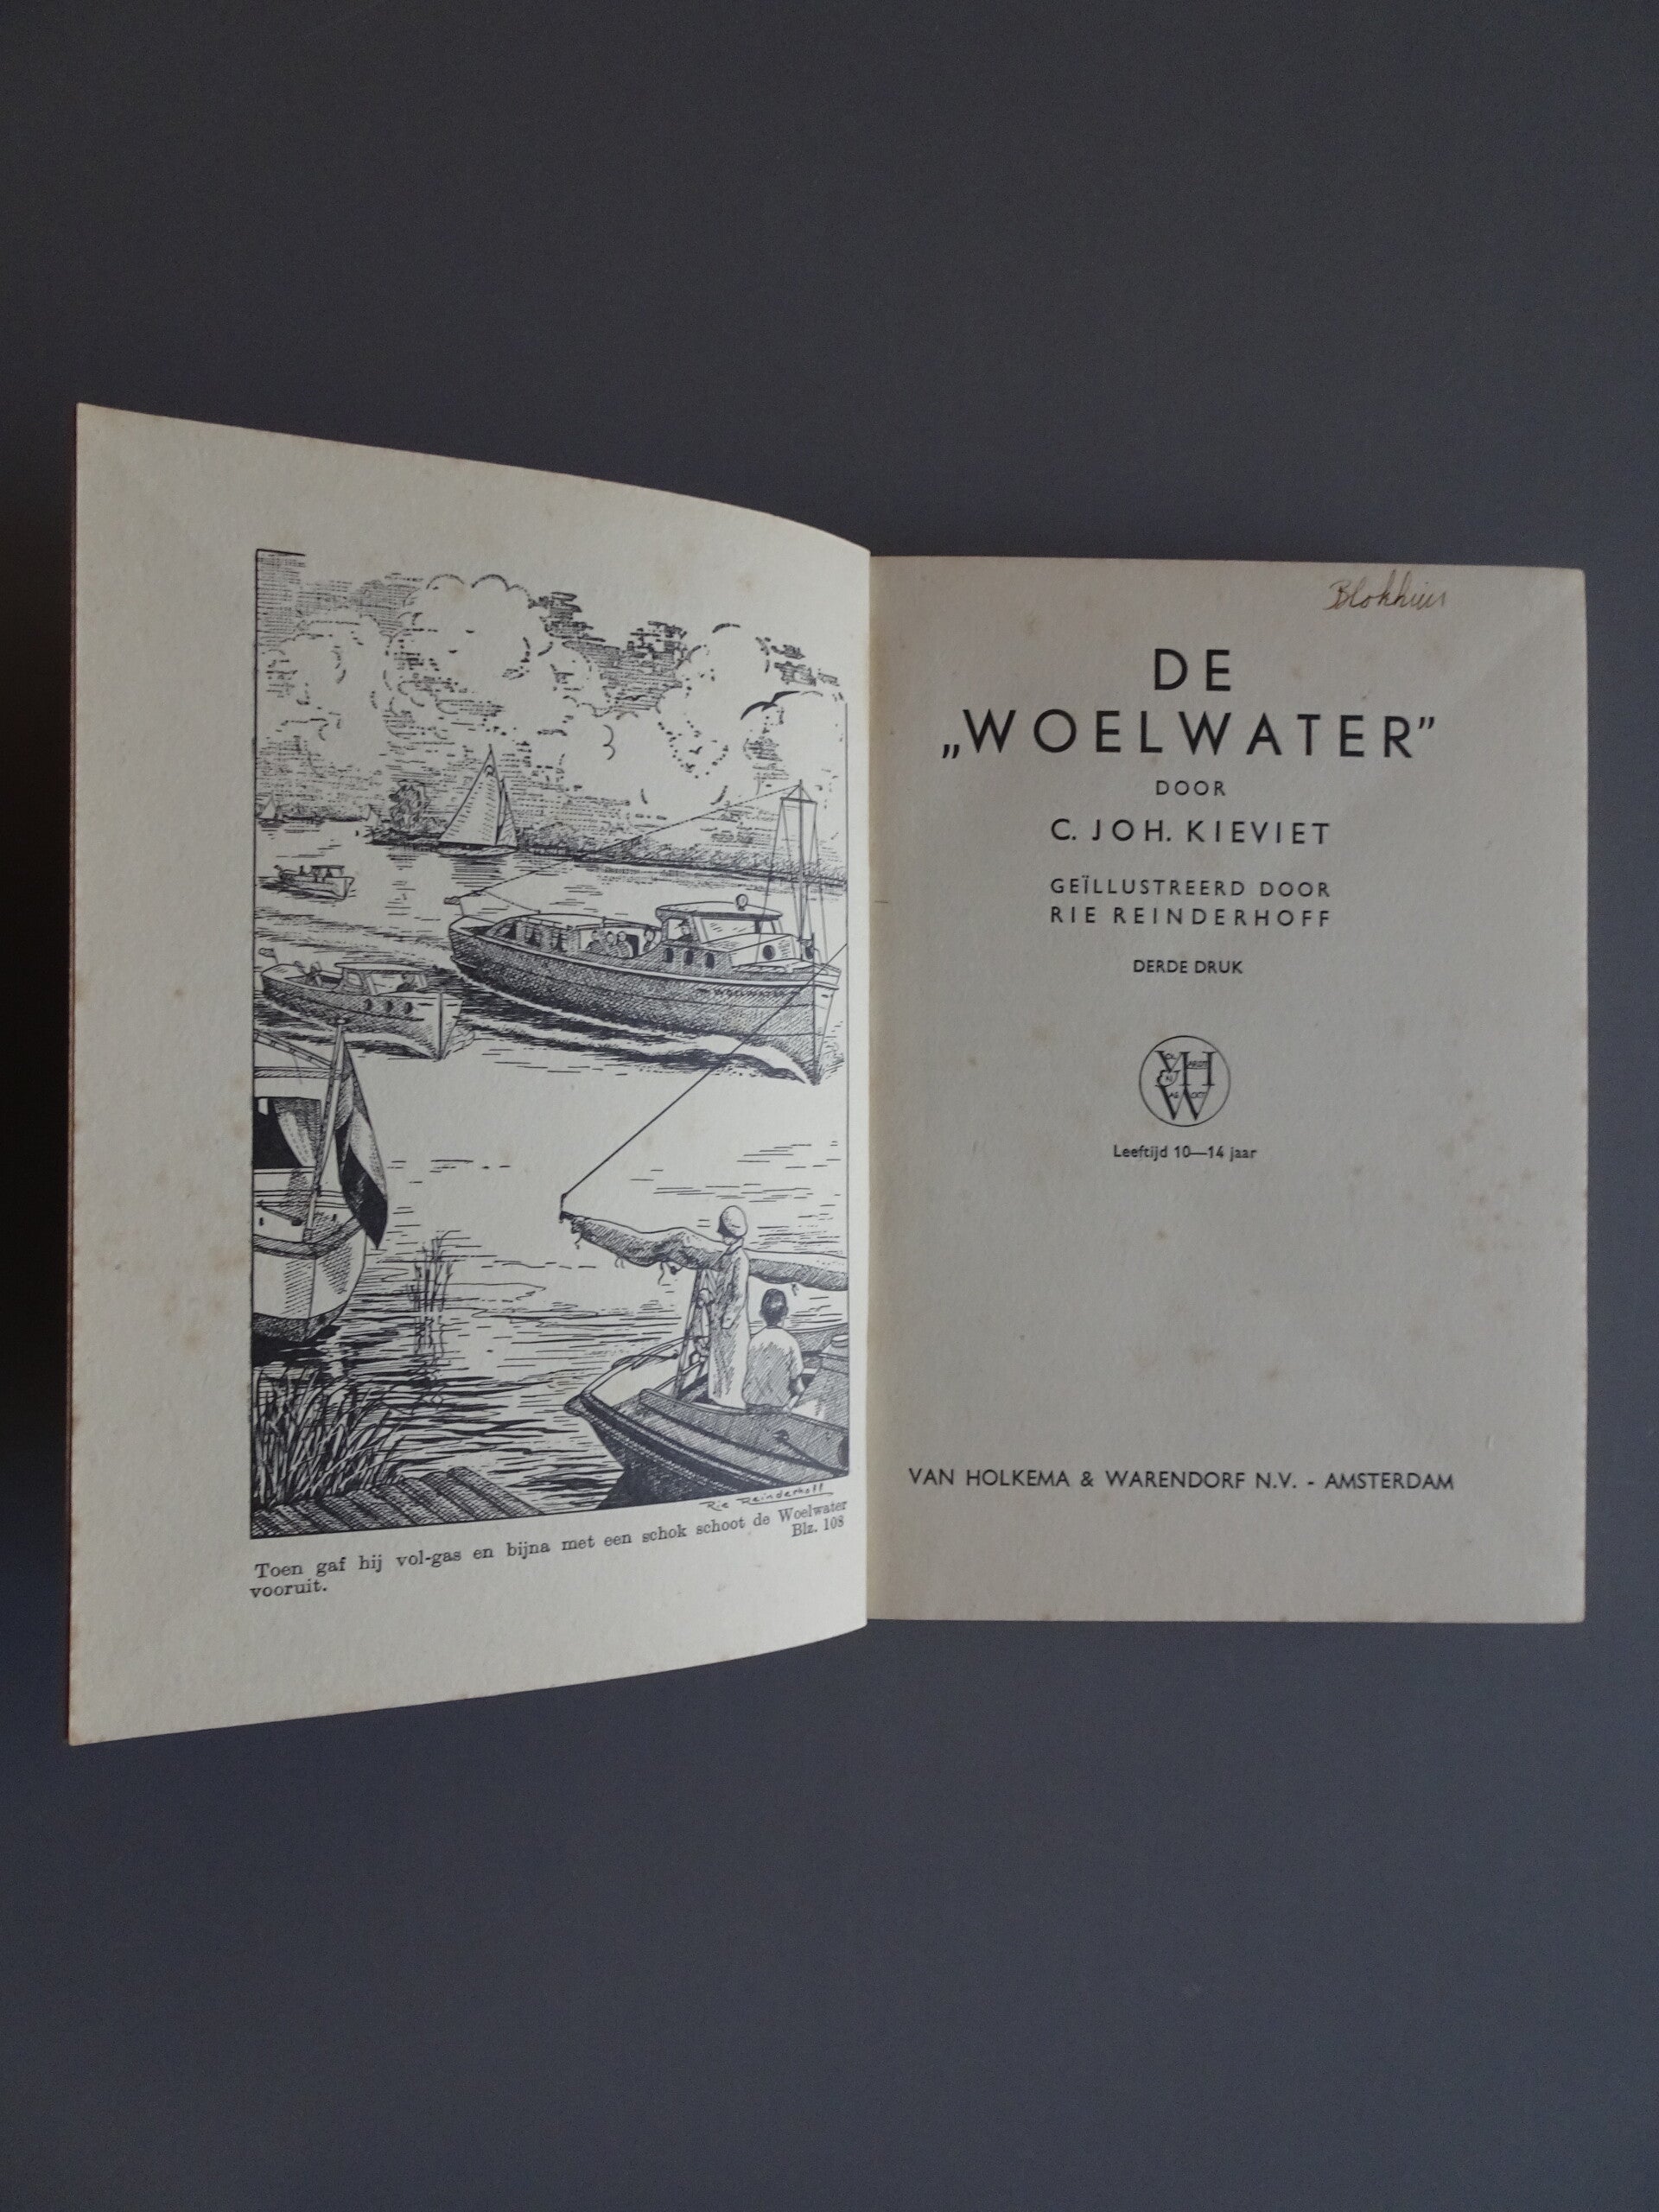 Rie Reinderhoff
Toen gaf hij vol-gas en bijna met een schok schoot de Woelwater
vooruit.
Blz. 108
Blokhuis
DE
„WOELWATER”
DOOR
C. JOH. KIEVIET
GEÏLLUSTREERD DOOR
RIE REINDERHOFF
DERDE DRUK
VH
&
W
Leeftijd 10—14 jaar
VAN HOLKEMA & WARENDORF N.V. - AMSTERDAM